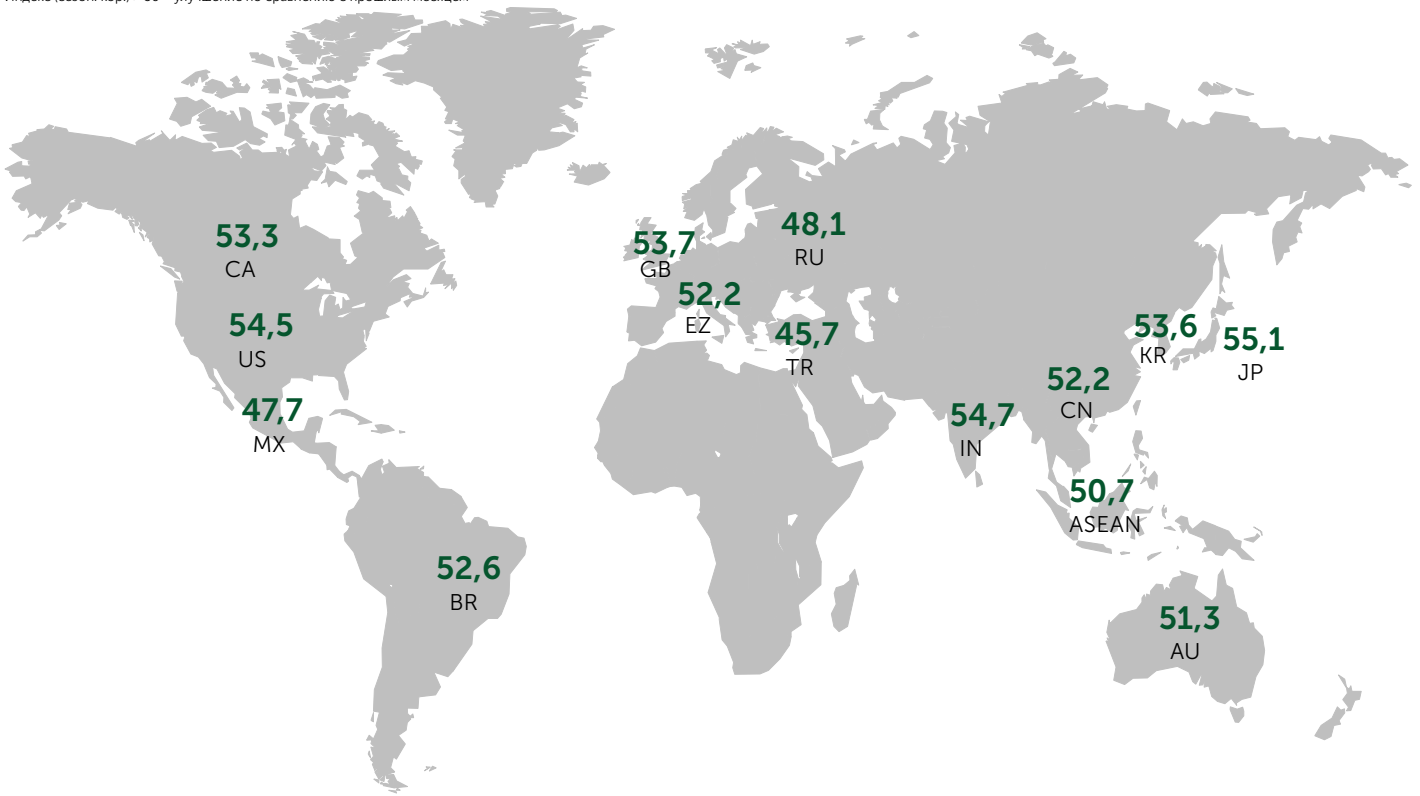 53,3
CA
54,5
US
47,7
MX
52,6
BR
53,7
GB
52,2
EZ
48,1
RU
45,7
TR
54,7
IN
52,2
CN
53,6
KR
55,1
JP
50,7
ASEAN
51,3
AU